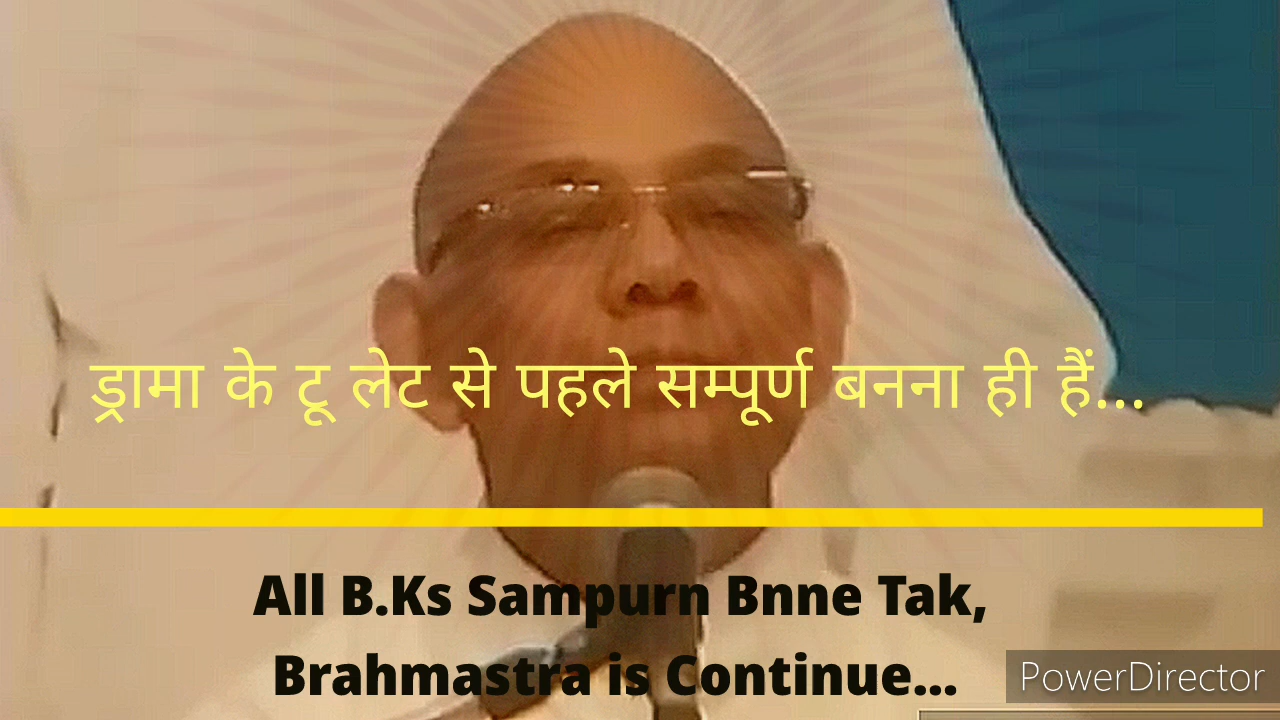 ड्रामा के टू लेट से पहले सम्पूर्ण बनना ही हैं...
All B.Ks Sampurn Bnne Tak,
Brahmastra is Continue...
PowerDirector